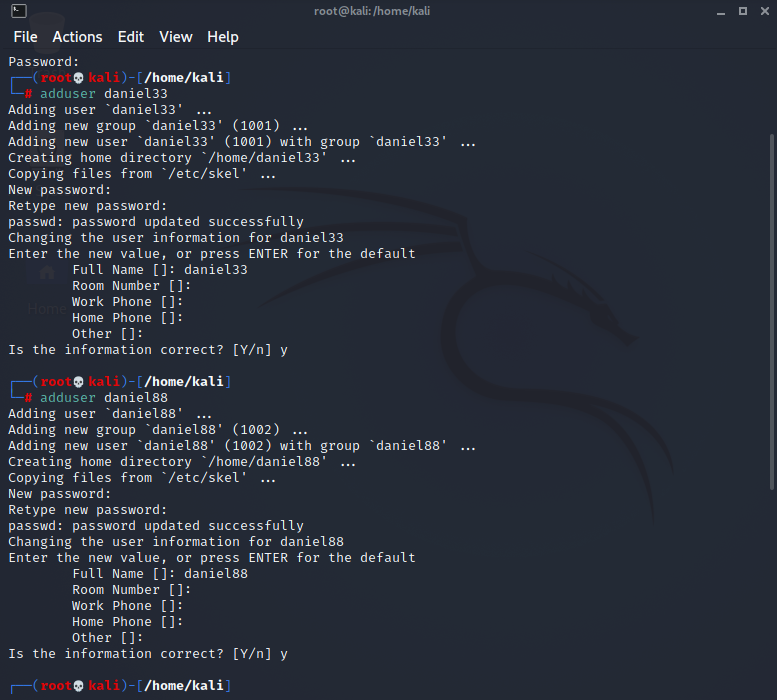 root@kali: /home/kali
File Actions Edit View Help
Password:
┌──(root💀kali)-[/home/kali]
└─# adduser daniel33
Adding user `daniel33' ...
Adding new group `daniel33' (1001) ...
Adding new user `daniel33' (1001) with group `daniel33' ...
Creating home directory `/home/daniel33' ...
Copying files from `/etc/skel' ...
New password:
Retype new password:
passwd: password updated successfully
Changing the user information for daniel33
Enter the new value, or press ENTER for the default
Full Name []: daniel33
Room Number []:
Work Phone []:
Home Phone []:
Other []:
Is the information correct? [Y/n] y
┌──(root💀kali)-[/home/kali]
└─# adduser daniel88
Adding user `daniel88' ...
Adding new group `daniel88' (1002) ...
Adding new user `daniel88' (1002) with group `daniel88' ...
Creating home directory `/home/daniel88' ...
Copying files from `/etc/skel' ...
New password:
Retype new password:
passwd: password updated successfully
Changing the user information for daniel88
Enter the new value, or press ENTER for the default
Full Name []: daniel88
Room Number []:
Work Phone []:
Home Phone []:
Other []:
Is the information correct? [Y/n] y
┌──(root💀kali)-[/home/kali]
Home